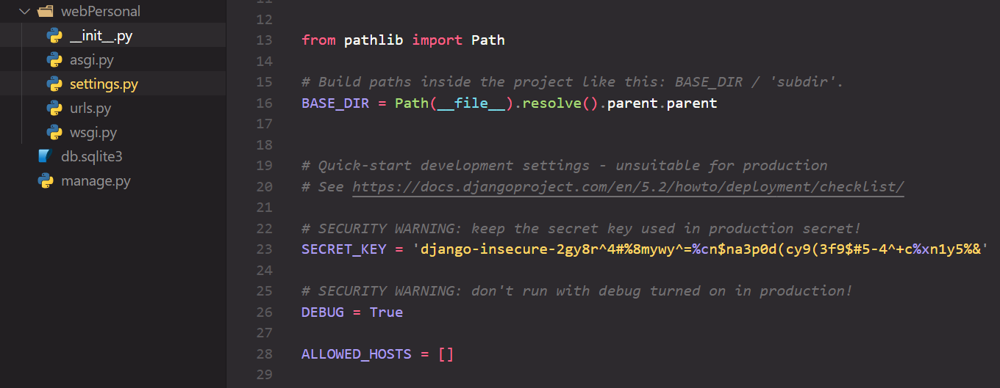 webPersonal
__init__.py
asgi.py
settings.py
urls.py
wsgi.py
db.sqlite3
manage.py
11
12
13 from pathlib import Path
14
15 # Build paths inside the project like this: BASE_DIR / 'subdir'.
16 BASE_DIR = Path(__file__).resolve().parent.parent
17
18
19 # Quick-start development settings - unsuitable for production
20 # See https://docs.djangoproject.com/en/5.2/howto/deployment/checklist/
21
22 # SECURITY WARNING: keep the secret key used in production secret!
23 SECRET_KEY = 'django-insecure-2gy8r^4#%8mywy^=%cn$na3p0d(cy9(3f9$#5-4^+c%xn1y5%&'
24
25 # SECURITY WARNING: don't run with debug turned on in production!
26 DEBUG = True
27
28 ALLOWED_HOSTS = []
29